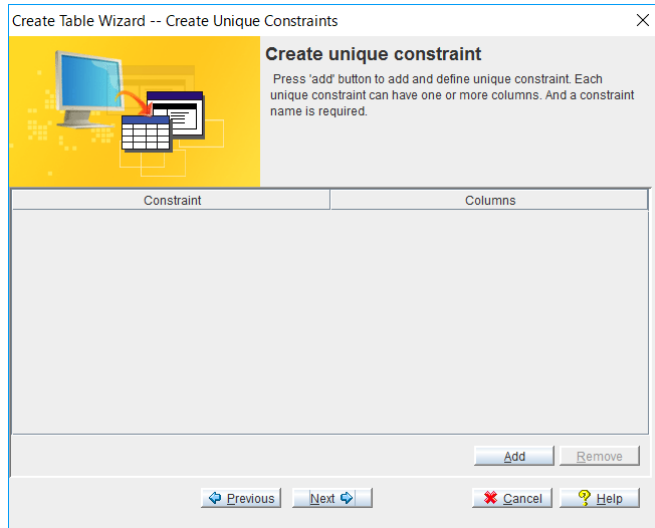 Create Table Wizard -- Create Unique Constraints
Create unique constraint
Press 'add' button to add and define unique constraint. Each
unique constraint can have one or more columns. And a constraint
name is required.
Constraint Columns
Add Remove
Previous Next Cancel Help